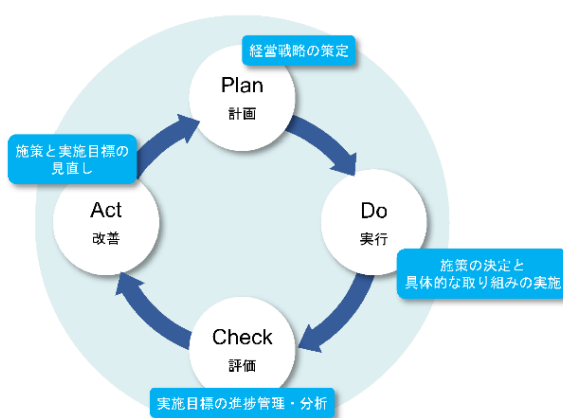 経営戦略の策定
Plan
計画
施策と実施目標の
見直し
Act
改善
Do
実行
施策の決定と
具体的な取り組みの実施
Check
評価
実施目標の進捗管理・分析